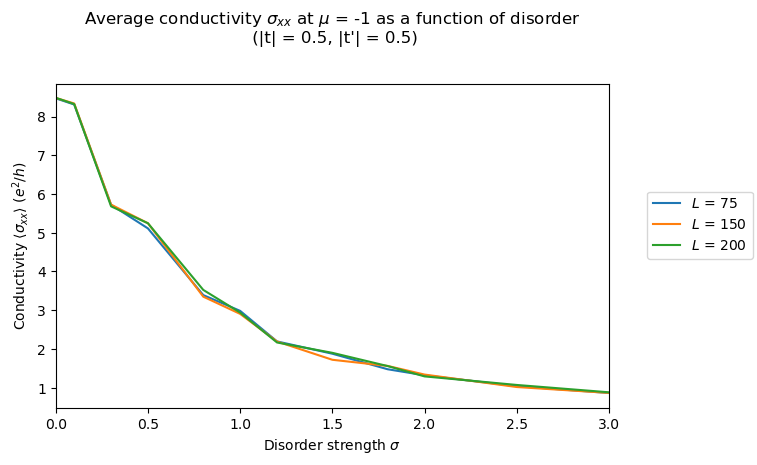 Average conductivity σxx at μ = -1 as a function of disorder
(|t| = 0.5, |t'| = 0.5)
Conductivity ⟨σxx⟩ (e²/h)
8
7
6
5
4
3
2
1
0.0 0.5 1.0 1.5 2.0 2.5 3.0
Disorder strength σ
L = 75
L = 150
L = 200